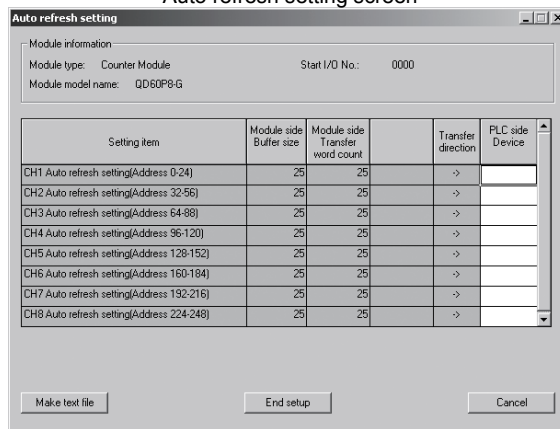 Auto refresh setting screen
Auto refresh setting
Module information
Module type: Counter Module Start I/O No.: 0000
Module model name: QD60P8-G
Setting item Module side Buffer size Module side Transfer word count Transfer direction PLC side Device
CH1 Auto refresh setting(Address 0-24) 25 25 ->
CH2 Auto refresh setting(Address 32-56) 25 25 ->
CH3 Auto refresh setting(Address 64-88) 25 25 ->
CH4 Auto refresh setting(Address 96-120) 25 25 ->
CH5 Auto refresh setting(Address 128-152) 25 25 ->
CH6 Auto refresh setting(Address 160-184) 25 25 ->
CH7 Auto refresh setting(Address 192-216) 25 25 ->
CH8 Auto refresh setting(Address 224-248) 25 25 ->
Make text file End setup Cancel